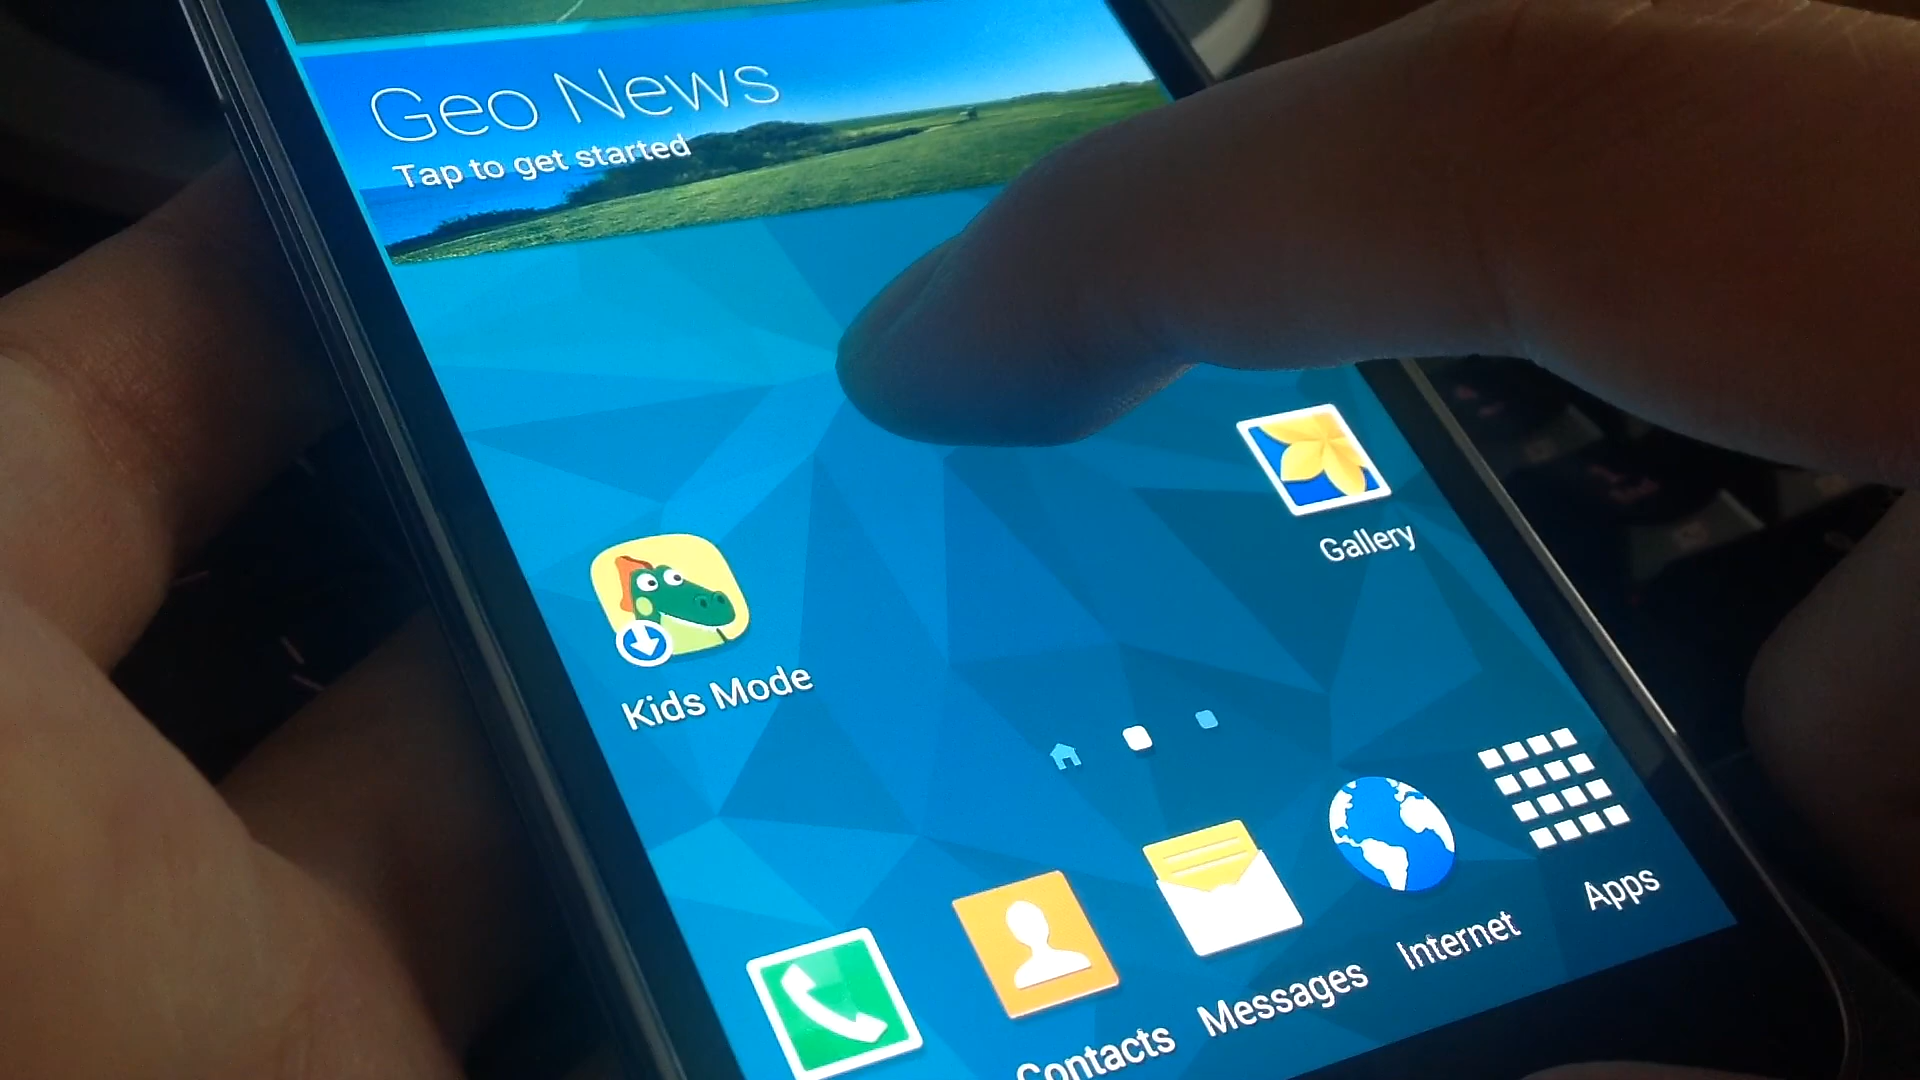 Geo News
Tap to get started
Gallery
Kids Mode
Contacts
Messages
Internet
Apps